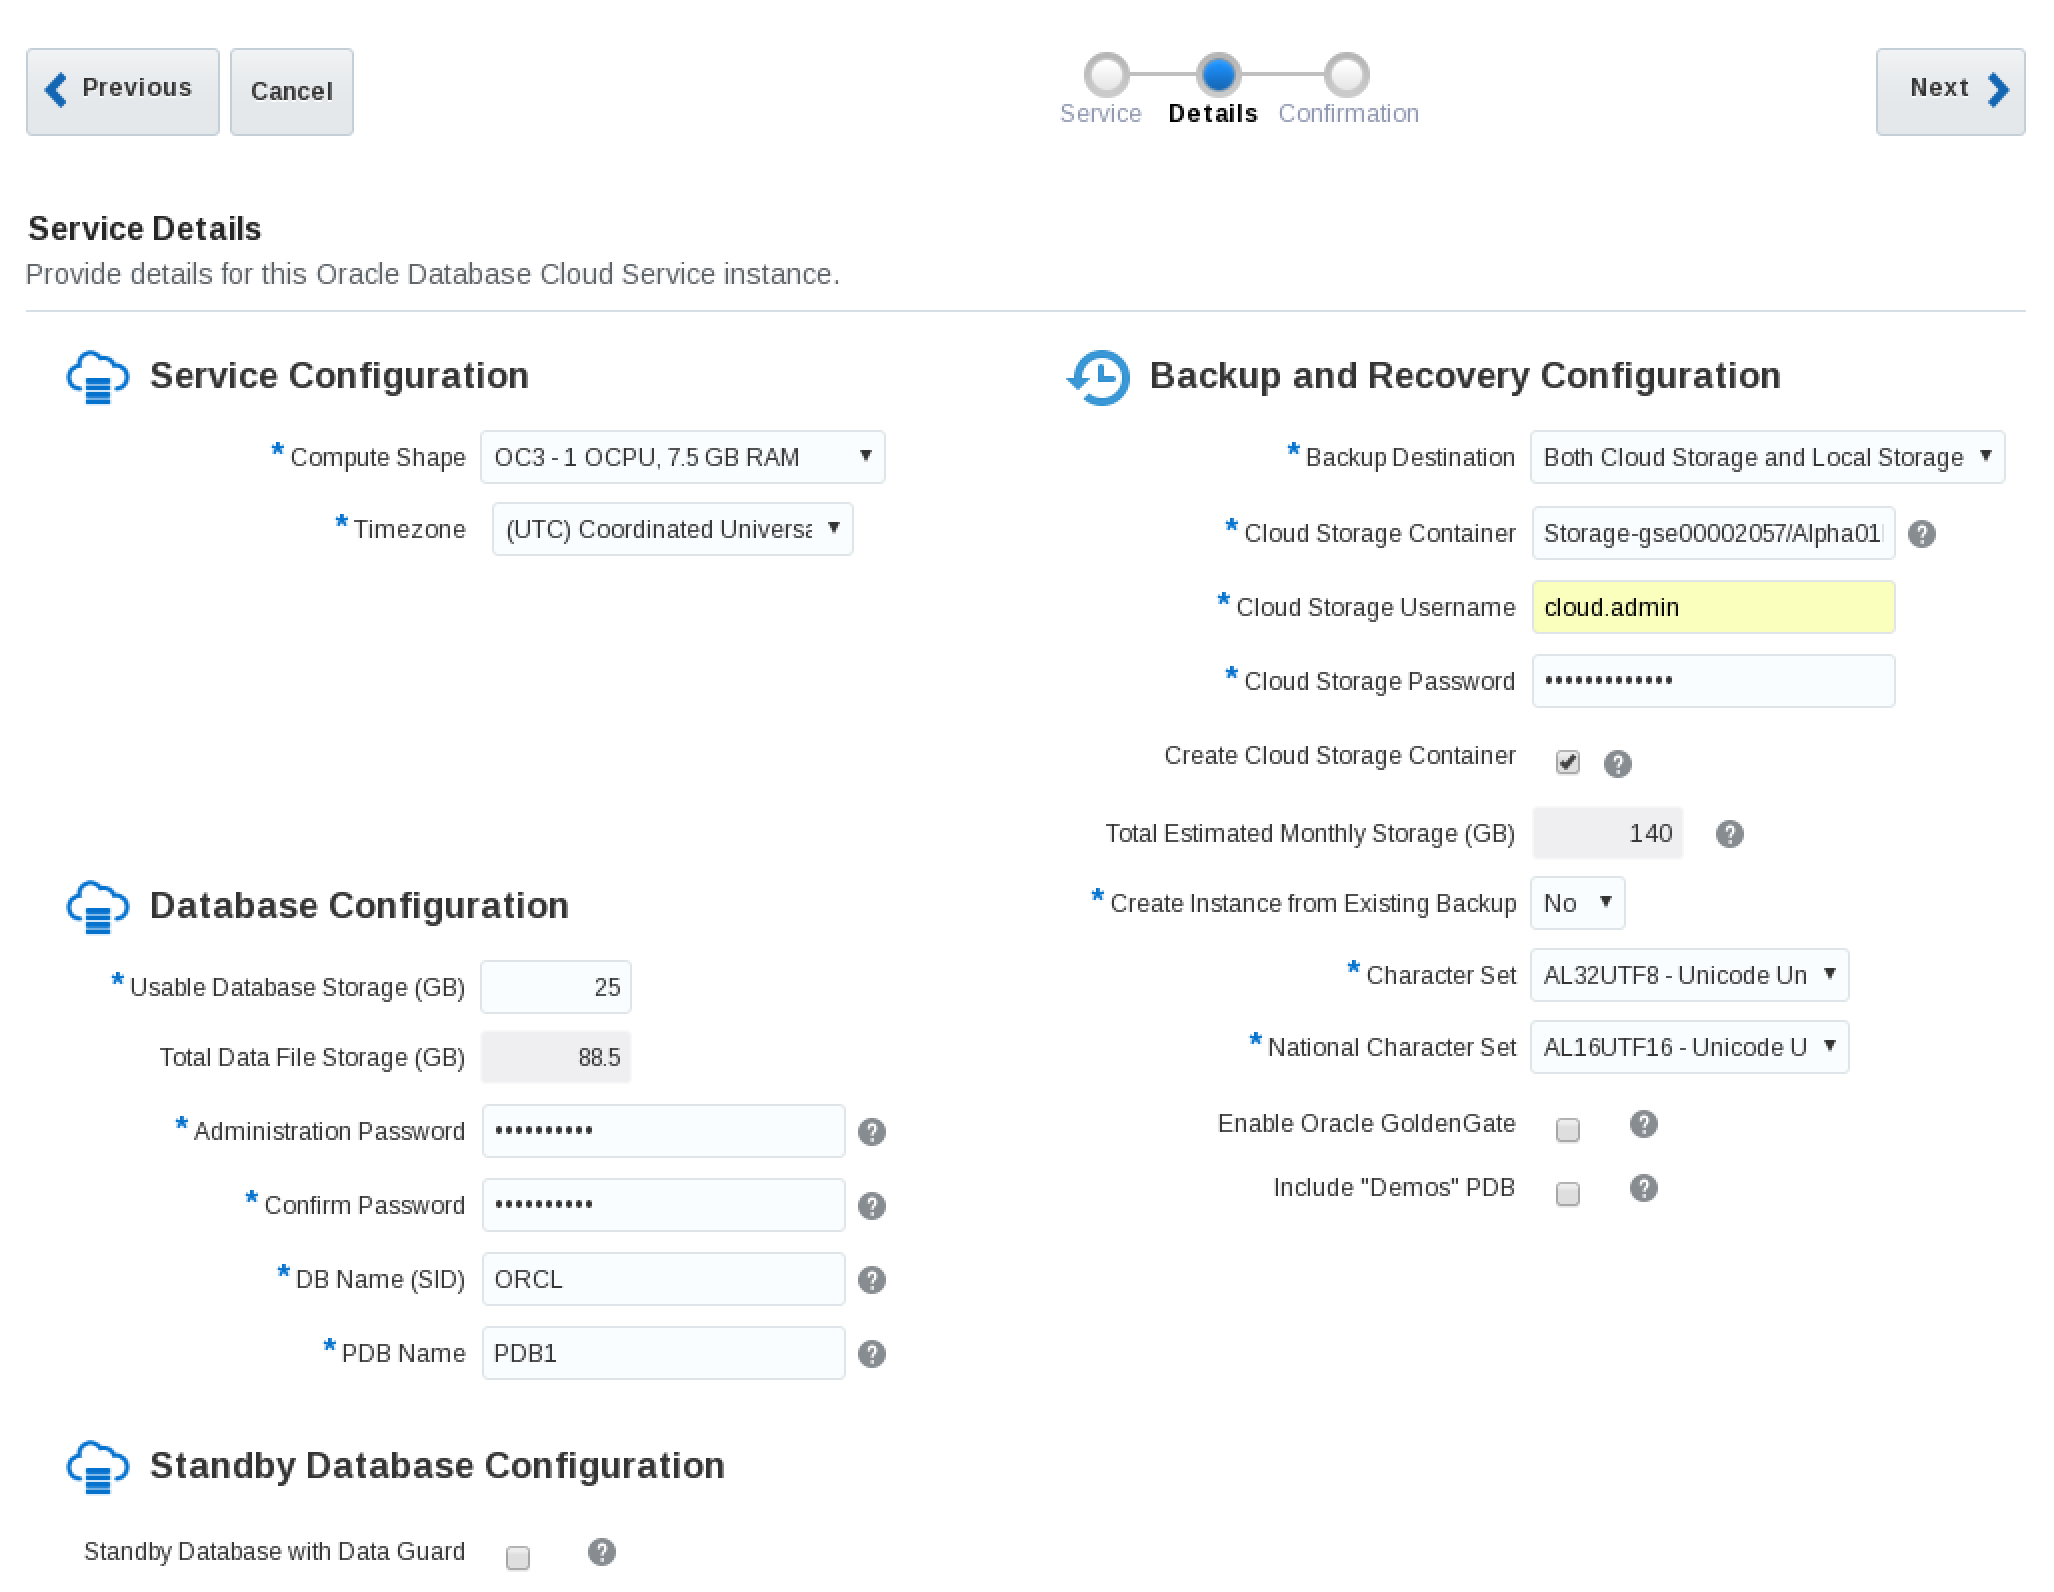 Previous
Cancel
Service
Details
Confirmation
Next
Service Details
Provide details for this Oracle Database Cloud Service instance.
Service Configuration
* Compute Shape OC3 - 1 OCPU, 7.5 GB RAM
* Timezone (UTC) Coordinated Universa
Database Configuration
* Usable Database Storage (GB) 25
Total Data File Storage (GB) 88.5
* Administration Password ••••••••••
* Confirm Password ••••••••••
* DB Name (SID) ORCL
* PDB Name PDB1
Standby Database Configuration
Standby Database with Data Guard
Backup and Recovery Configuration
* Backup Destination Both Cloud Storage and Local Storage
* Cloud Storage Container Storage-gse00002057/Alpha01
* Cloud Storage Username cloud.admin
* Cloud Storage Password •••••••••••••
Create Cloud Storage Container
Total Estimated Monthly Storage (GB) 140
* Create Instance from Existing Backup No
* Character Set AL32UTF8 - Unicode Un
* National Character Set AL16UTF16 - Unicode U
Enable Oracle GoldenGate
Include "Demos" PDB